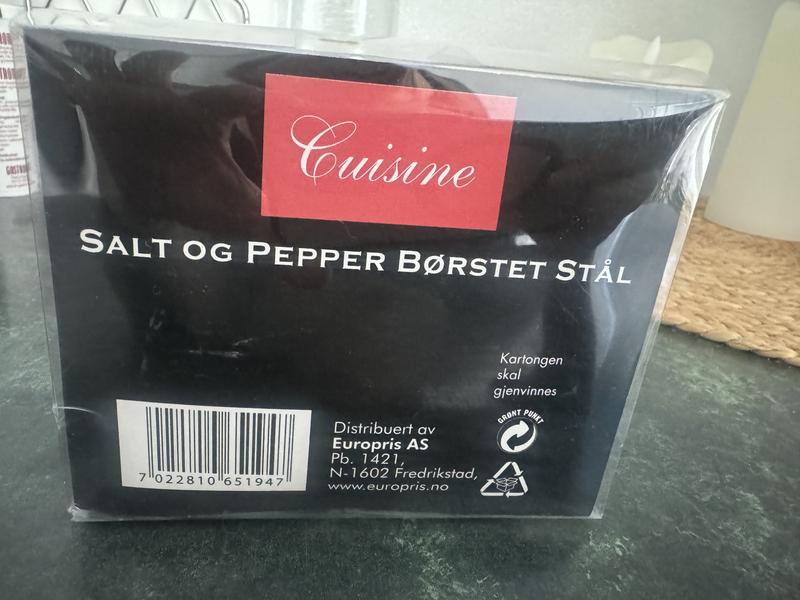 Cuisine
SALT OG PEPPER BØRSTET STÅL
Kartongen
skal
gjenvinnes
GRØNT PUNKT
Distribuert av
Europris AS
Pb. 1421,
N-1602 Fredrikstad,
www.europris.no
7 022810 651947